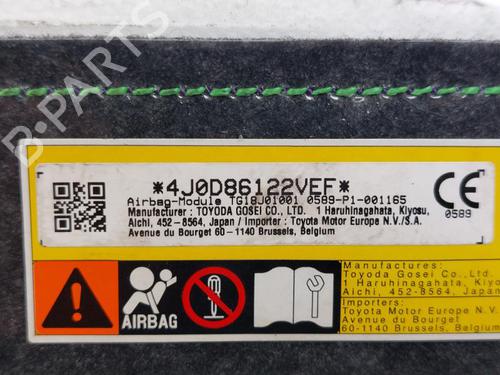 B-PARTS
*4J0D86122VEF*
Airbag-Module TG18J01001 0589-P1-001165
Manufacturer : TOYODA GOSEI CO., LTD. 1 Haruhinagahata, Kiyosu,
Aichi, 452-8564, Japan / Importer : Toyota Motor Europe N.V./S.A.
Avenue du Bourget 60-1140 Brussels, Belgium
CE
0589
AIRBAG
Manufacturers:
Toyoda Gosei Co.,Ltd.
1 Haruhinagahata, Kiyosu
Aichi, 452-8564, Japan
Importers:
Toyota Motor Europe N.V.
Avenue du Bourget
60-1140 Brussels, Belgium